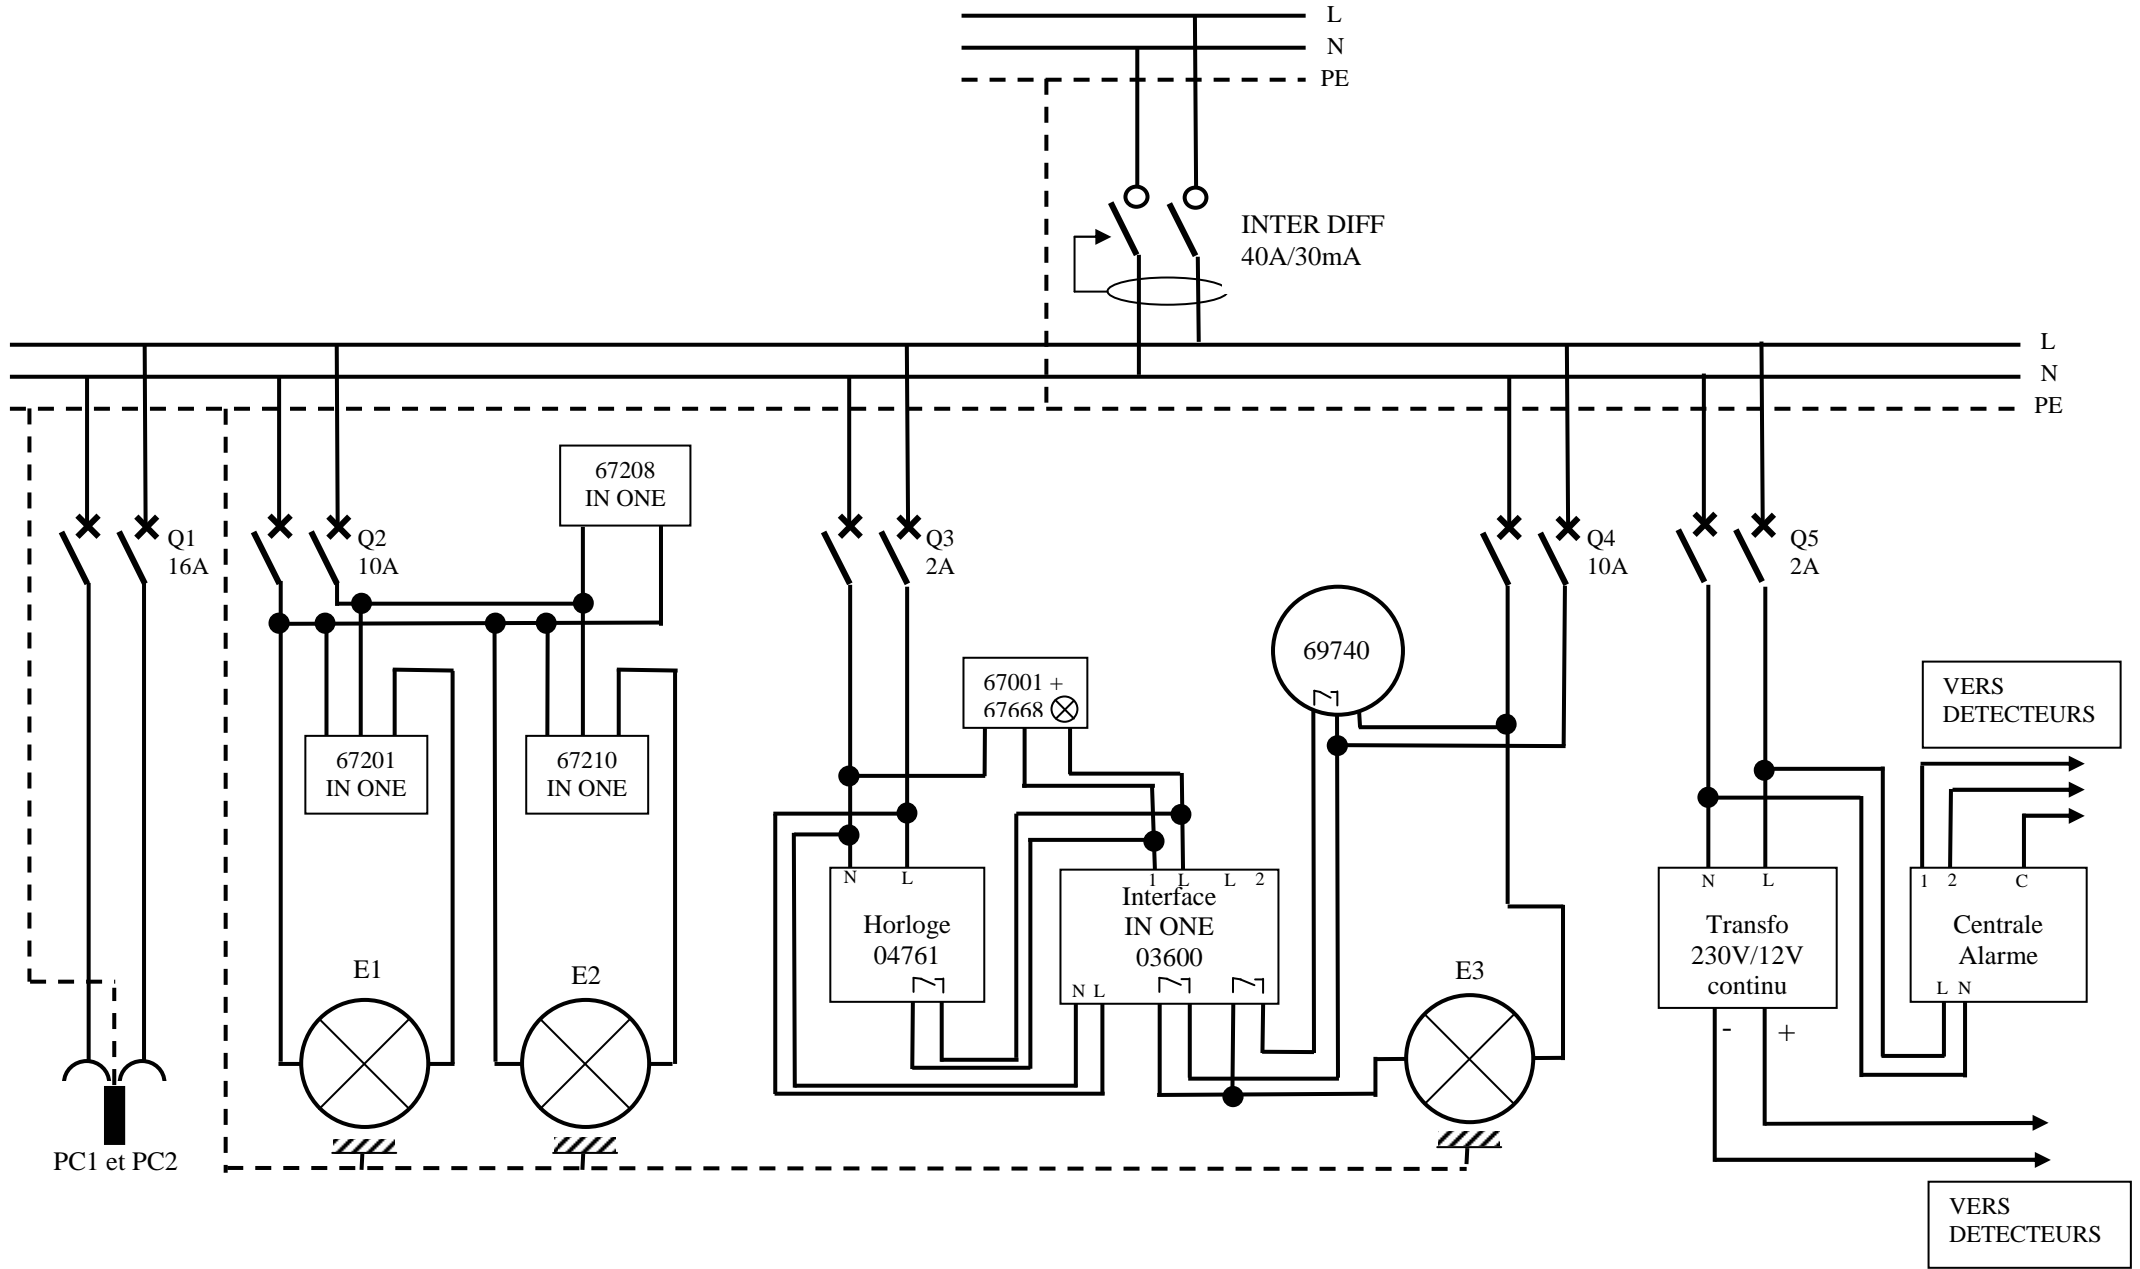 L
N
PE
INTER DIFF
40A/30mA
L
N
PE
67208
IN ONE
Q1
16A
Q2
10A
Q3
2A
Q4
10A
Q5
2A
69740
67001 +
67668
67201
IN ONE
67210
IN ONE
VERS
DETECTEURS
N L
Horloge
04761
1 L L 2
Interface
IN ONE
03600
N L
N L
Transfo
230V/12V
continu
- +
1 2 C
Centrale
Alarme
L N
E1
E2
E3
PC1 et PC2
VERS
DETECTEURS